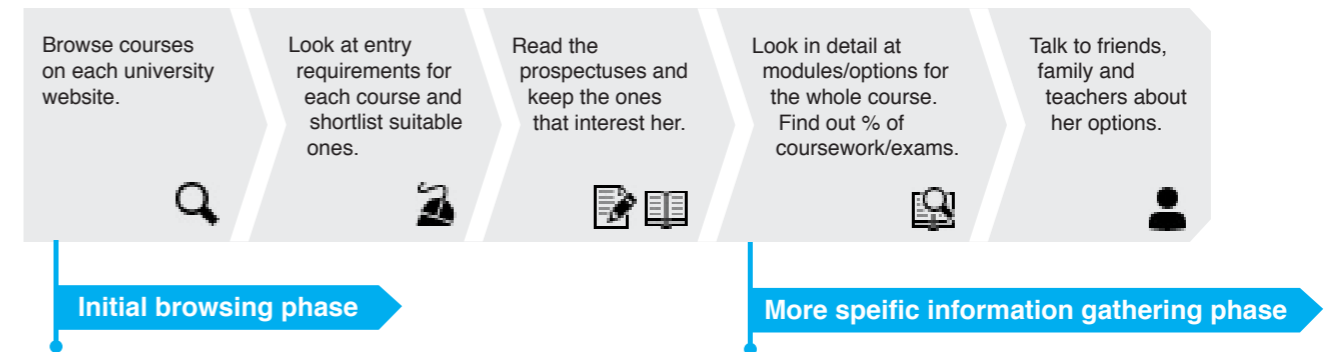 Browse courses
on each university
website.
Look at entry
requirements for
each course and
shortlist suitable
ones.
Read the
prospectuses and
keep the ones
that interest her.
Look in detail at
modules/options for
the whole course.
Find out % of
coursework/exams.
Talk to friends,
family and
teachers about
her options.
Initial browsing phase
More speific information gathering phase